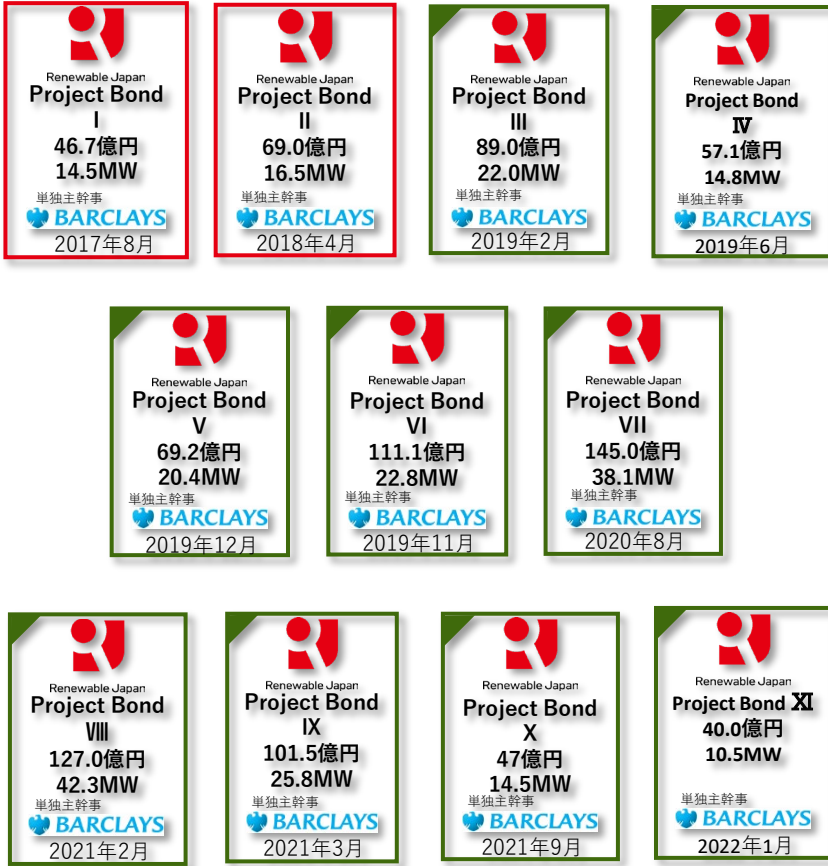 Renewable Japan
Project Bond
I
46.7億円
14.5MW
単独主幹事
BARCLAYS
2017年8月
Renewable Japan
Project Bond
II
69.0億円
16.5MW
単独主幹事
BARCLAYS
2018年4月
Renewable Japan
Project Bond
III
89.0億円
22.0MW
単独主幹事
BARCLAYS
2019年2月
Renewable Japan
Project Bond
Ⅳ
57.1億円
14.8MW
単独主幹事
BARCLAYS
2019年6月
Renewable Japan
Project Bond
V
69.2億円
20.4MW
単独主幹事
BARCLAYS
2019年12月
Renewable Japan
Project Bond
VI
111.1億円
22.8MW
単独主幹事
BARCLAYS
2019年11月
Renewable Japan
Project Bond
VII
145.0億円
38.1MW
単独主幹事
BARCLAYS
2020年8月
Renewable Japan
Project Bond
Ⅷ
127.0億円
42.3MW
単独主幹事
BARCLAYS
2021年2月
Renewable Japan
Project Bond
IX
101.5億円
25.8MW
単独主幹事
BARCLAYS
2021年3月
Renewable Japan
Project Bond
X
47億円
14.5MW
単独主幹事
BARCLAYS
2021年9月
Renewable Japan
Project Bond Ⅺ
40.0億円
10.5MW
単独主幹事
BARCLAYS
2022年1月